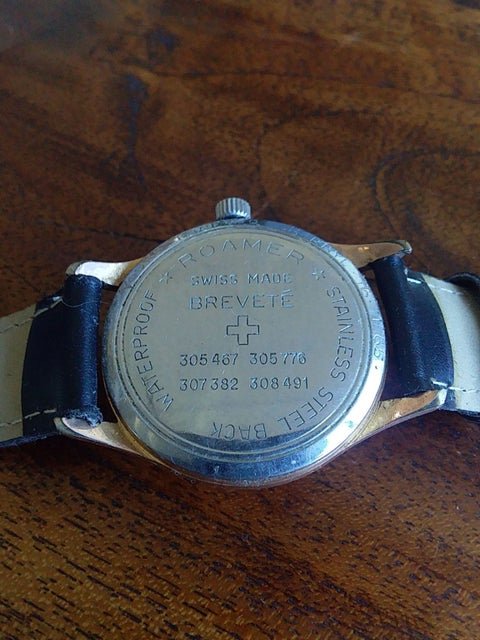 ★ ROAMER ★
SWISS MADE
BREVETÉ
305467 305776
307382 308491
WATERPROOF
STAINLESS STEEL BACK